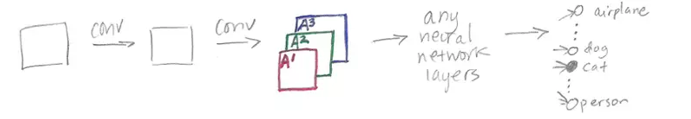 conv
conv
A³
A²
A¹
any
neural
network
layers
airplane
dog
cat
person